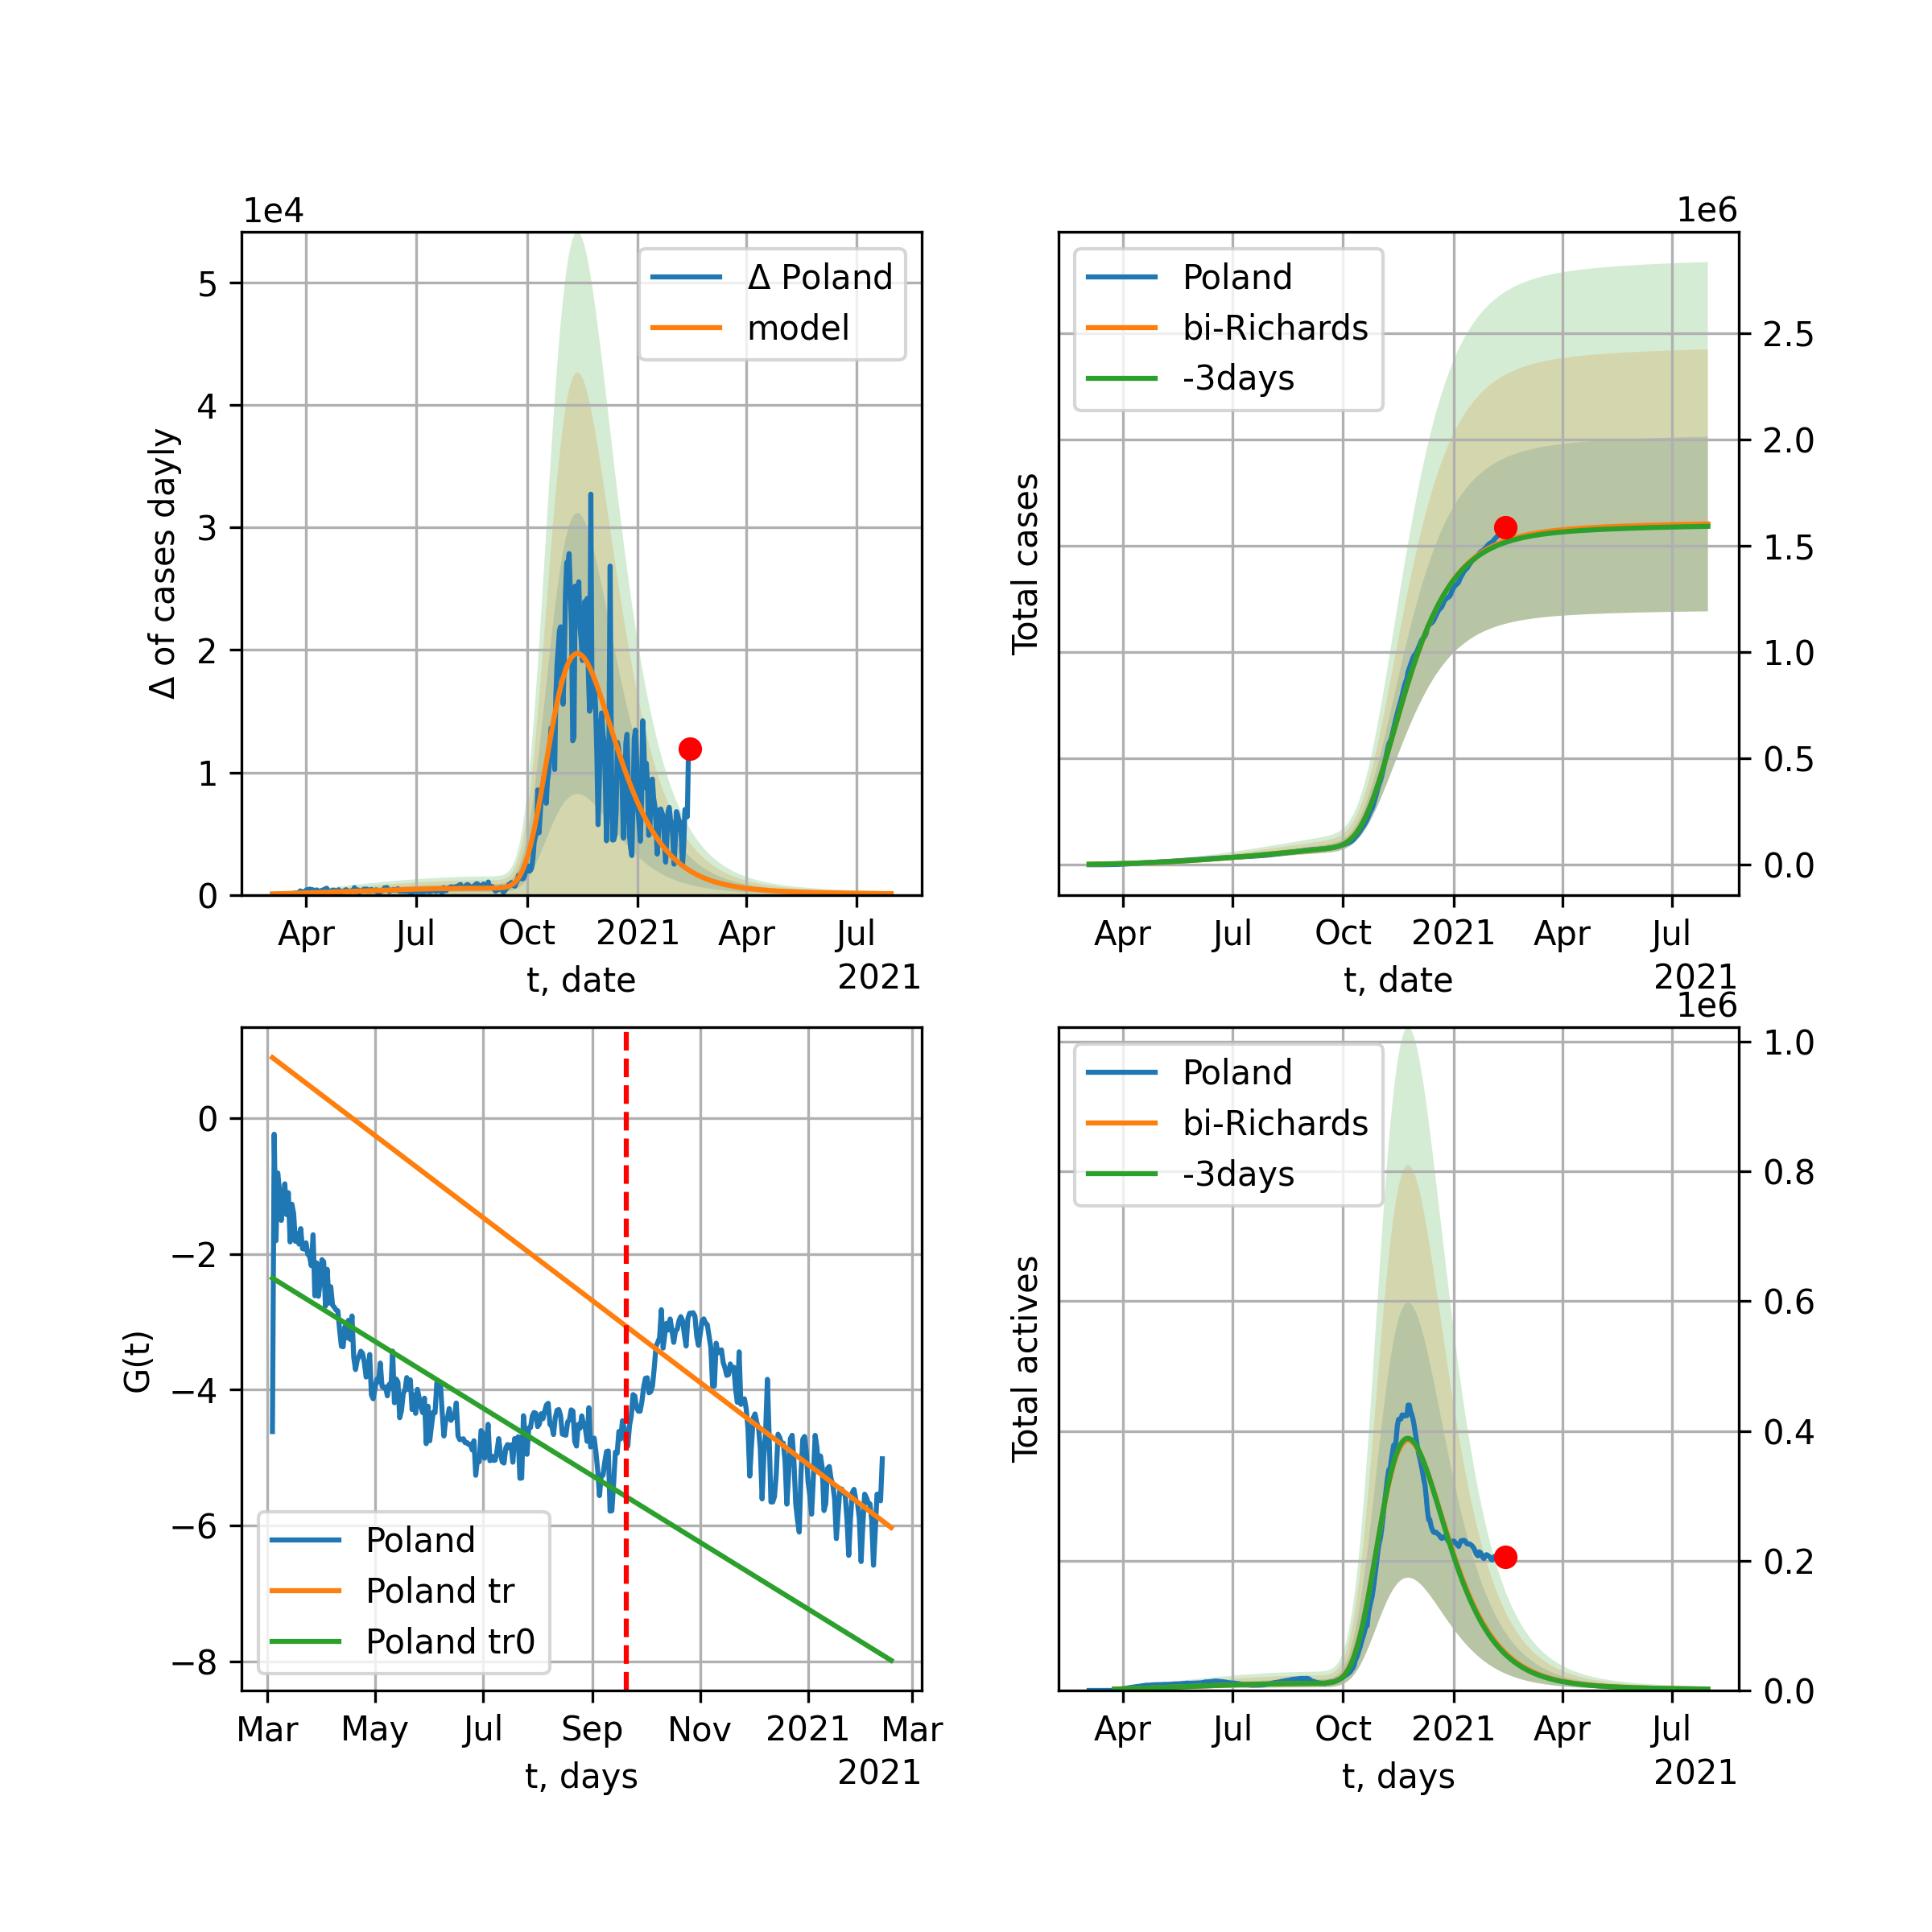 1e4
Δ of cases dayly
5
4
3
2
1
0
Δ Poland
model
Apr Jul Oct 2021 Apr Jul
t, date
2021
1e6
Total cases
Poland
bi-Richards
-3days
2.5
2.0
1.5
1.0
0.5
0.0
Apr Jul Oct 2021 Apr Jul
t, date
2021
G(t)
0
−2
−4
−6
−8
Poland
Poland tr
Poland tr0
Mar May Jul Sep Nov 2021 Mar
t, days
2021
1e6
Total actives
Poland
bi-Richards
-3days
1.0
0.8
0.6
0.4
0.2
0.0
Apr Jul Oct 2021 Apr Jul
t, days
2021